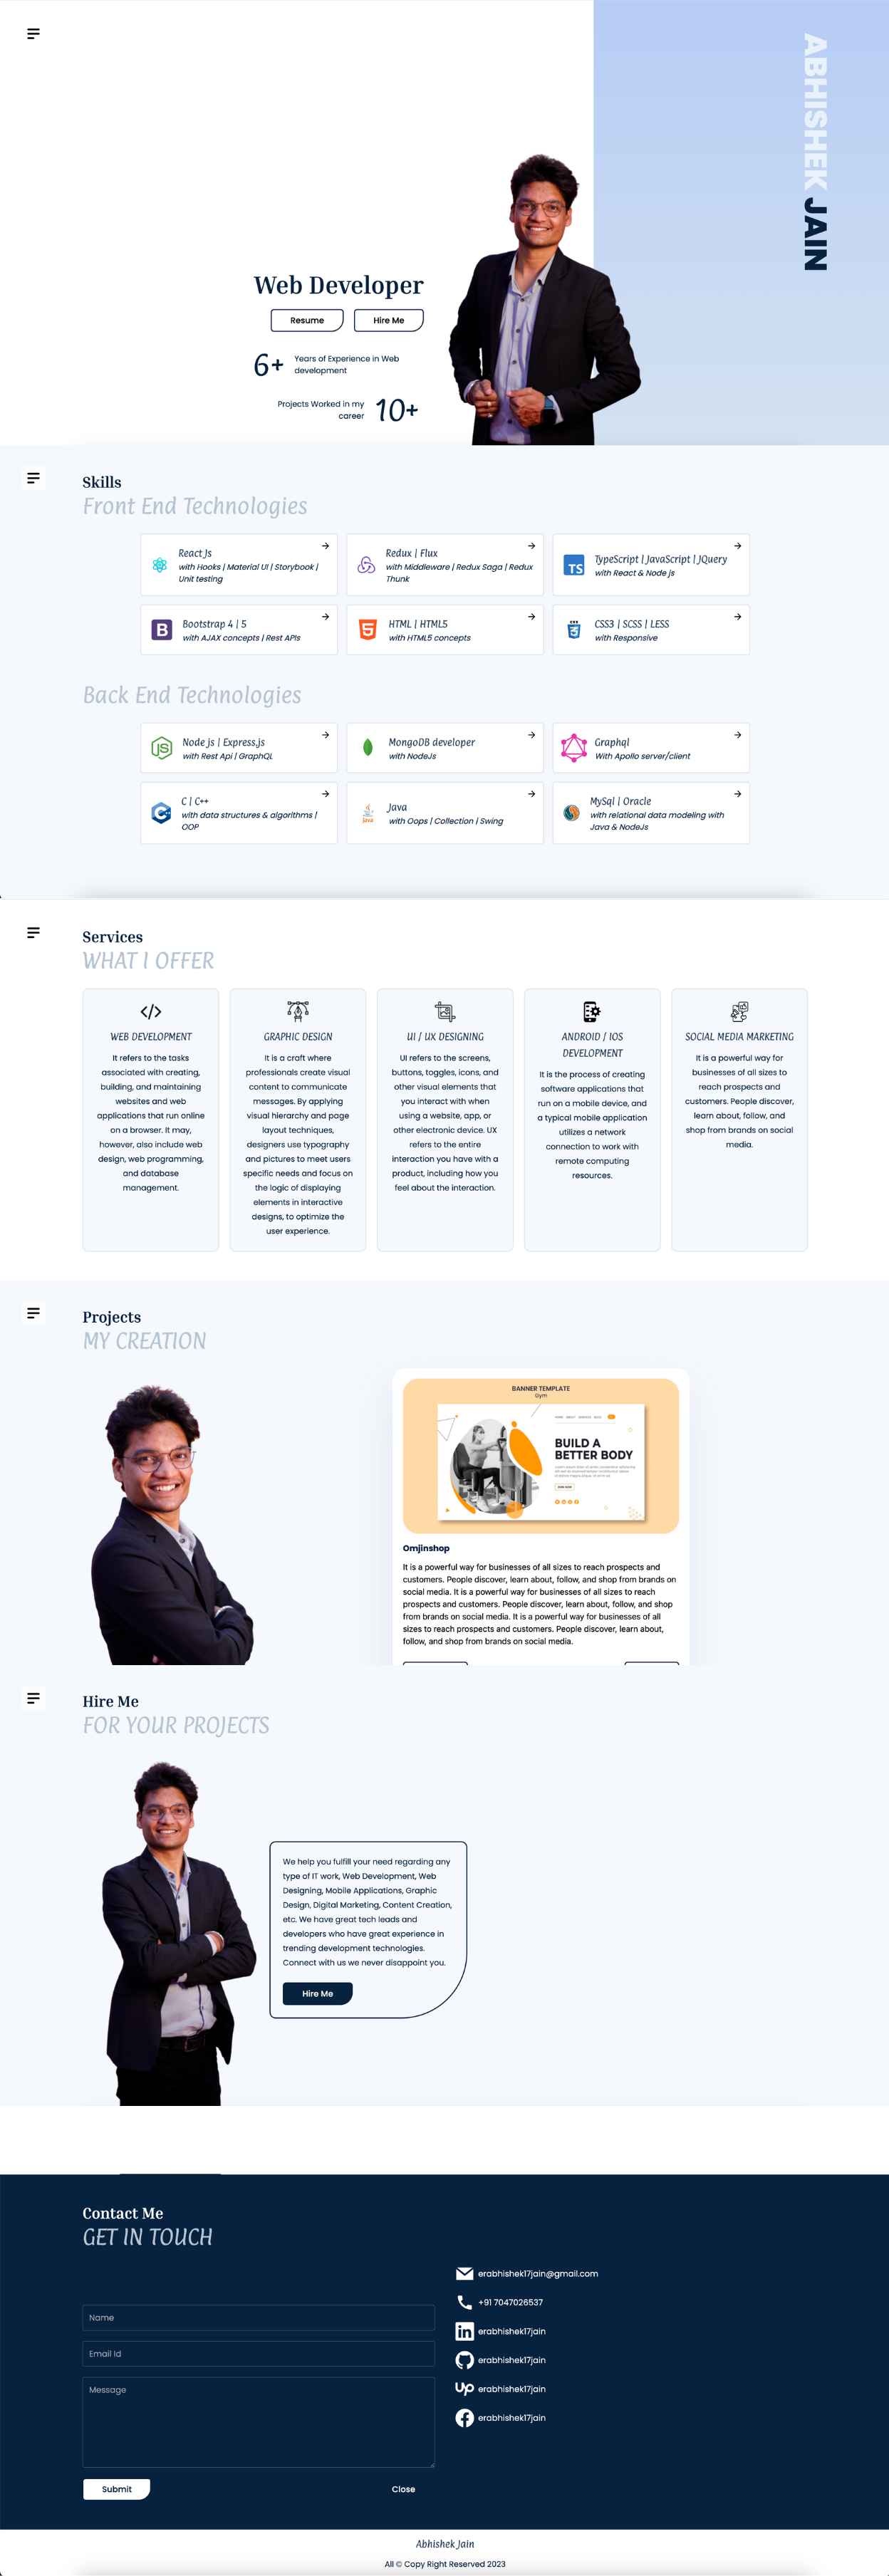 ABHISHEK JAIN
Web Developer
Resume
Hire Me
6+
Years of Experience in Web
development
Projects Worked in my
career
10+
Skills
Front End Technologies
React Js
with Hooks | Material UI | Storybook |
Unit testing
Redux | Flux
with Middleware | Redux Saga | Redux
Thunk
TS
TypeScript | JavaScript | JQuery
with React & Node js
B
Bootstrap 4 | 5
with AJAX concepts | Rest APIs
5
HTML | HTML5
with HTML5 concepts
CSS
3
CSS3 | SCSS | LESS
with Responsive
Back End Technologies
JS
Node js | Express.js
with Rest Api | GraphQL
MongoDB developer
with NodeJs
Graphql
With Apollo server/client
C++
C | C++
with data structures & algorithms |
OOP
Java
Java
with Oops | Collection | Swing
MySql | Oracle
with relational data modeling with
Java & NodeJs
Services
WHAT I OFFER
WEB DEVELOPMENT
It refers to the tasks
associated with creating,
building, and maintaining
websites and web
applications that run online
on a browser. It may,
however, also include web
design, web programming,
and database
management.
GRAPHIC DESIGN
It is a craft where
professionals create visual
content to communicate
messages. By applying
visual hierarchy and page
layout techniques,
designers use typography
and pictures to meet users
specific needs and focus on
the logic of displaying
elements in interactive
designs, to optimize the
user experience.
UI / UX DESIGNING
UI refers to the screens,
buttons, toggles, icons, and
other visual elements that
you interact with when
using a website, app, or
other electronic device. UX
refers to the entire
interaction you have with a
product, including how you
feel about the interaction.
ANDROID / IOS
DEVELOPMENT
It is the process of creating
software applications that
run on a mobile device, and
a typical mobile application
utilizes a network
connection to work with
remote computing
resources.
SOCIAL MEDIA MARKETING
It is a powerful way for
businesses of all sizes to
reach prospects and
customers. People discover,
learn about, follow, and
shop from brands on social
media.
Projects
MY CREATION
BANNER TEMPLATE
Gym
HOME ABOUT SERVICES BLOG
BUILD A
BETTER BODY
Omjinshop
It is a powerful way for businesses of all sizes to reach prospects and
customers. People discover, learn about, follow, and shop from brands on
social media. It is a powerful way for businesses of all sizes to reach
prospects and customers. People discover, learn about, follow, and shop
from brands on social media. It is a powerful way for businesses of all
sizes to reach prospects and customers. People discover, learn about,
follow, and shop from brands on social media.
Hire Me
FOR YOUR PROJECTS
We help you fulfill your need regarding any
type of IT work, Web Development, Web
Designing, Mobile Applications, Graphic
Design, Digital Marketing, Content Creation,
etc. We have great tech leads and
developers who have great experience in
trending development technologies.
Connect with us we never disappoint you.
Hire Me
Contact Me
GET IN TOUCH
Name
Email Id
Message
Submit
Close
erabhishek17jain@gmail.com
+91 7047026537
in
erabhishek17jain
erabhishek17jain
Up
erabhishek17jain
erabhishek17jain
Abhishek Jain
All © Copy Right Reserved 2023